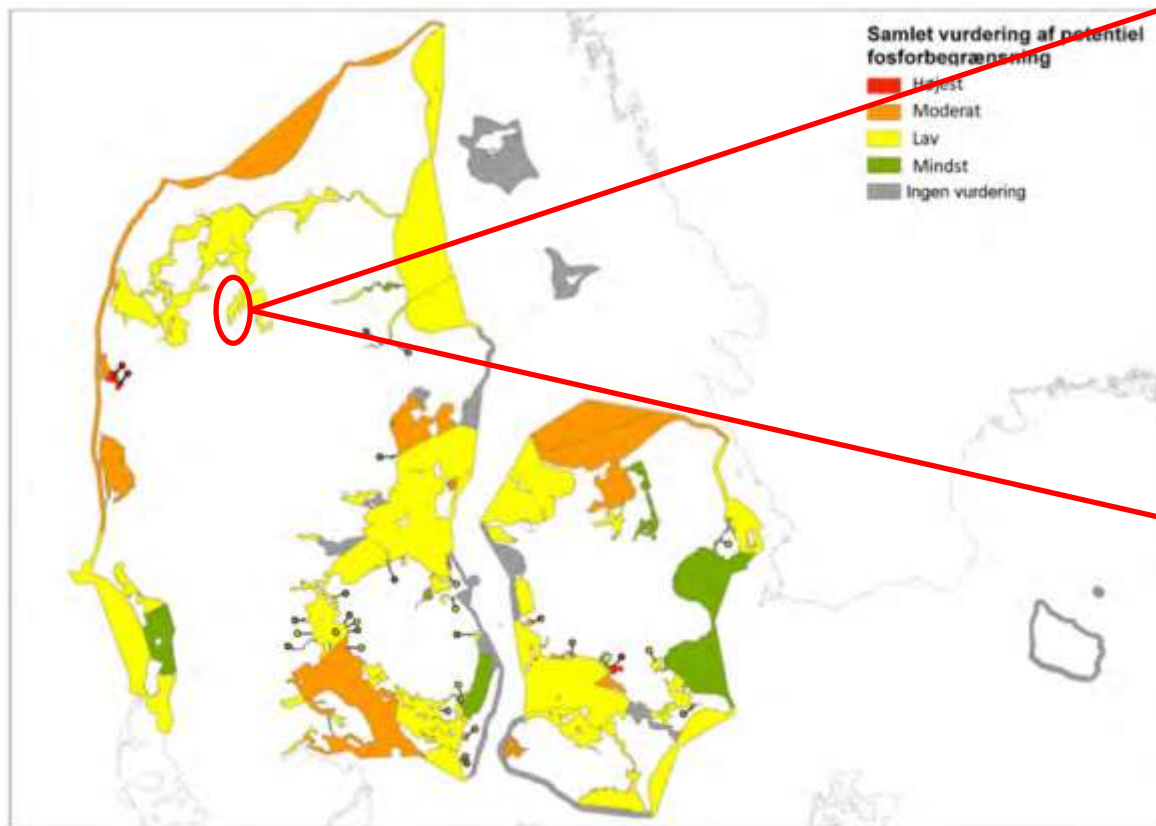 Samlet vurdering af potentiel
fosforbegrænsning
Højest
Moderat
Lav
Mindst
Ingen vurdering